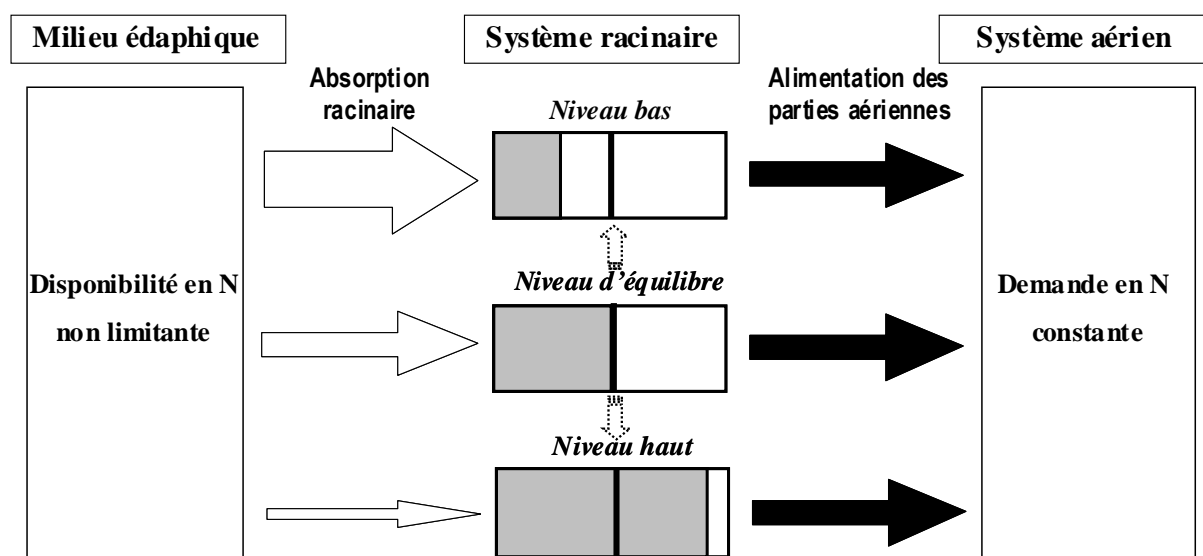 Milieu édaphique
Système racinaire
Système aérien
Absorption
racinaire
Alimentation des
parties aériennes
Niveau bas
Disponibilité en N
non limitante
Niveau d'équilibre
Demande en N
constante
Niveau haut